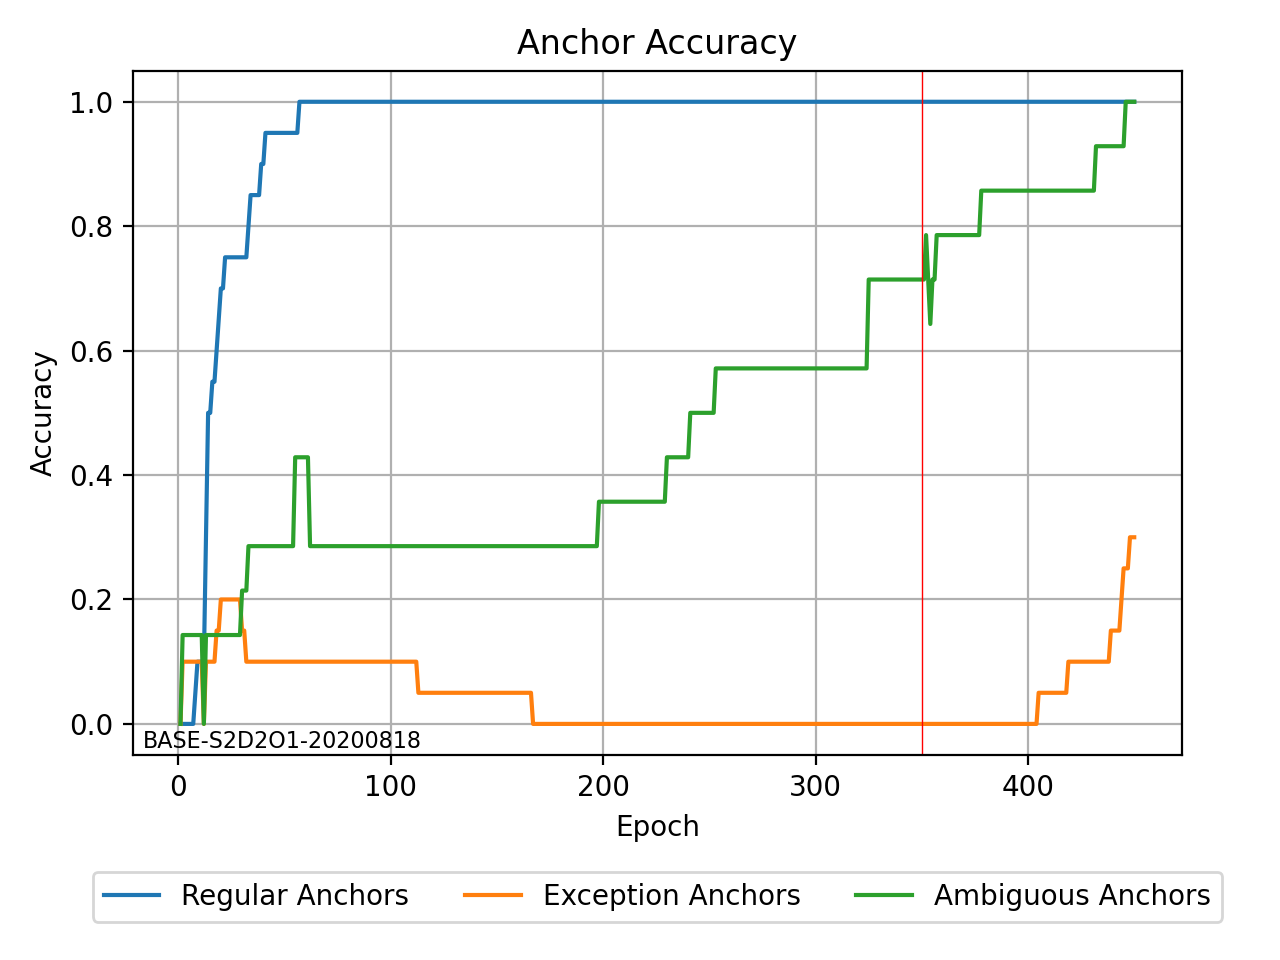 Anchor Accuracy
Accuracy
1.0
0.8
0.6
0.4
0.2
0.0
BASE-S2D2O1-20200818
0 100 200 300 400
Epoch
Regular Anchors Exception Anchors Ambiguous Anchors